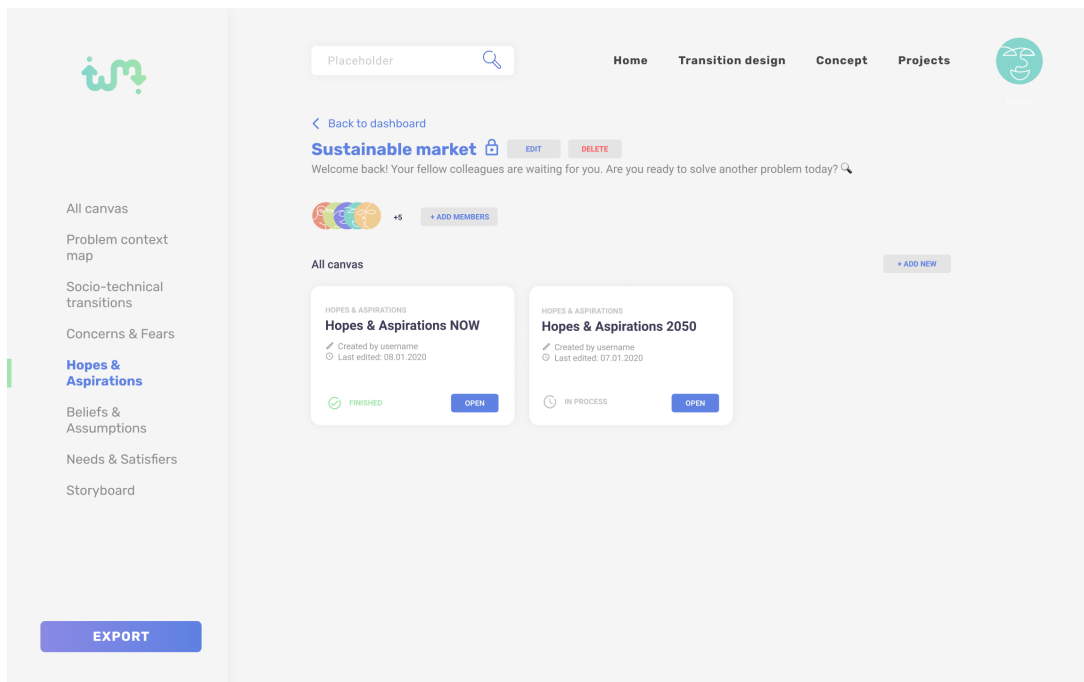 Placeholder
Home
Transition design
Concept
Projects
Back to dashboard
Sustainable market
EDIT
DELETE
Welcome back! Your fellow colleagues are waiting for you. Are you ready to solve another problem today?
+5
+ ADD MEMBERS
All canvas
Problem context
map
Socio-technical
transitions
Concerns & Fears
Hopes &
Aspirations
Beliefs &
Assumptions
Needs & Satisfiers
Storyboard
EXPORT
All canvas
+ ADD NEW
HOPES & ASPIRATIONS
Hopes & Aspirations NOW
Created by username
Last edited: 08.01.2020
FINISHED
OPEN
HOPES & ASPIRATIONS
Hopes & Aspirations 2050
Created by username
Last edited: 07.01.2020
IN PROCESS
OPEN